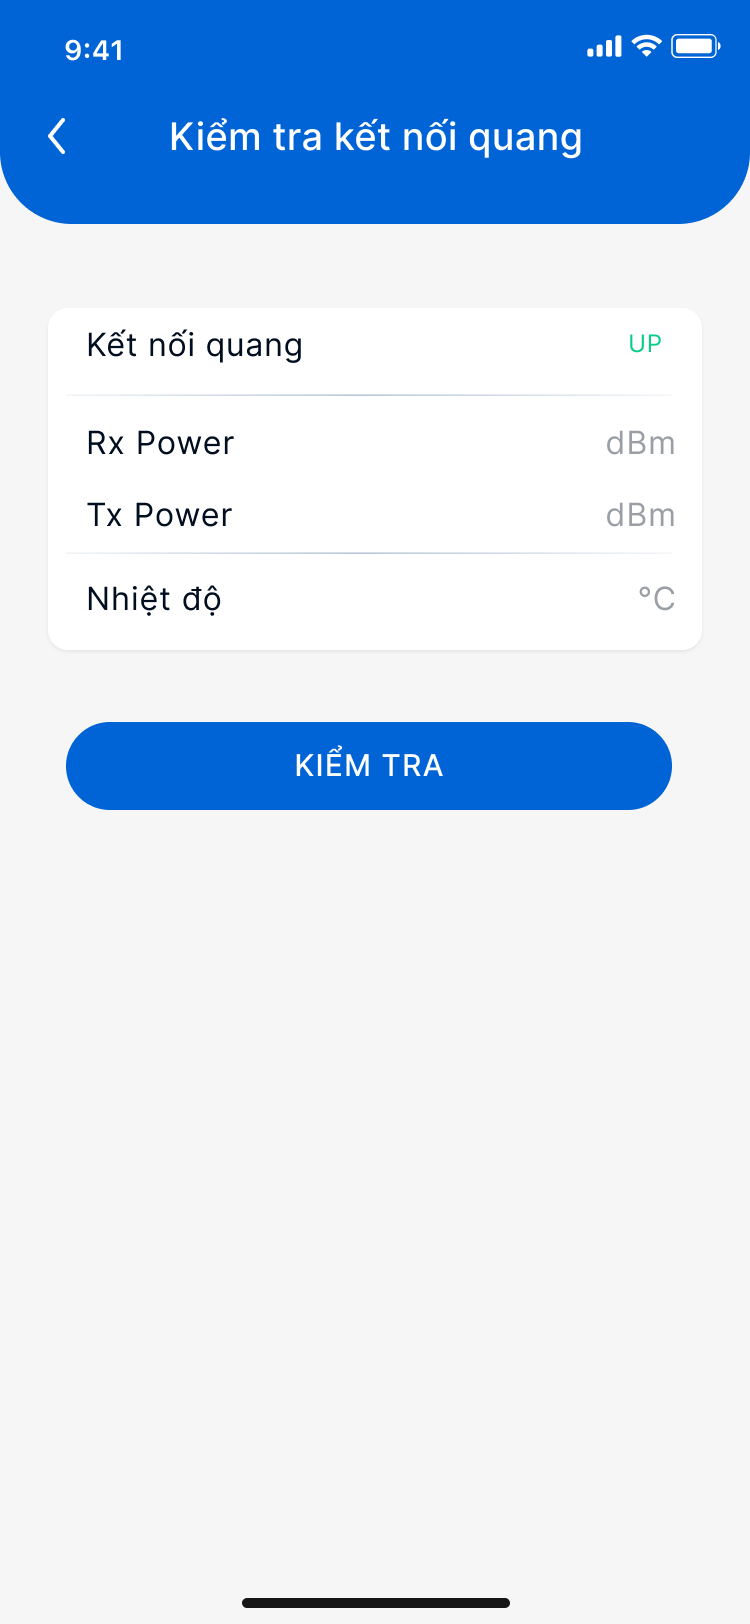 9:41
Kiểm tra kết nối quang
Kết nối quang UP
Rx Power dBm
Tx Power dBm
Nhiệt độ °C
KIỂM TRA